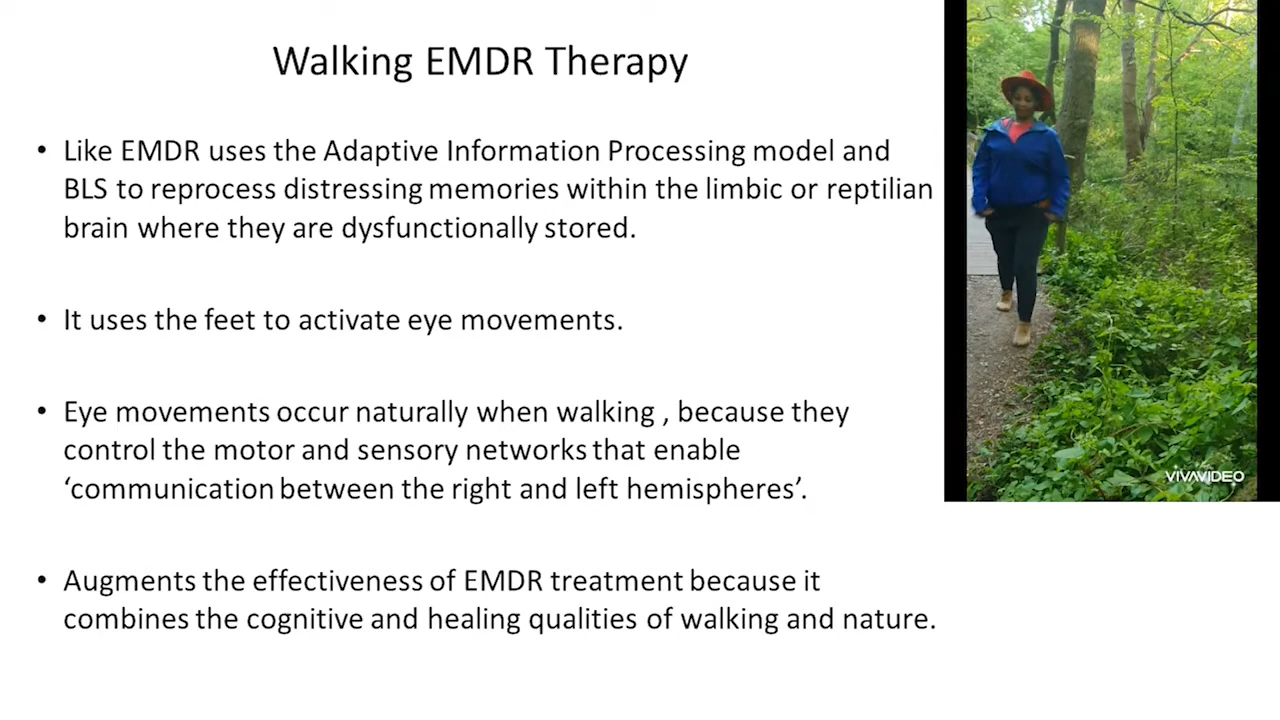 Walking EMDR Therapy
• Like EMDR uses the Adaptive Information Processing model and
BLS to reprocess distressing memories within the limbic or reptilian
brain where they are dysfunctionally stored.
• It uses the feet to activate eye movements.
• Eye movements occur naturally when walking , because they
control the motor and sensory networks that enable
‘communication between the right and left hemispheres’.
• Augments the effectiveness of EMDR treatment because it
combines the cognitive and healing qualities of walking and nature.
VIVAVIDEO